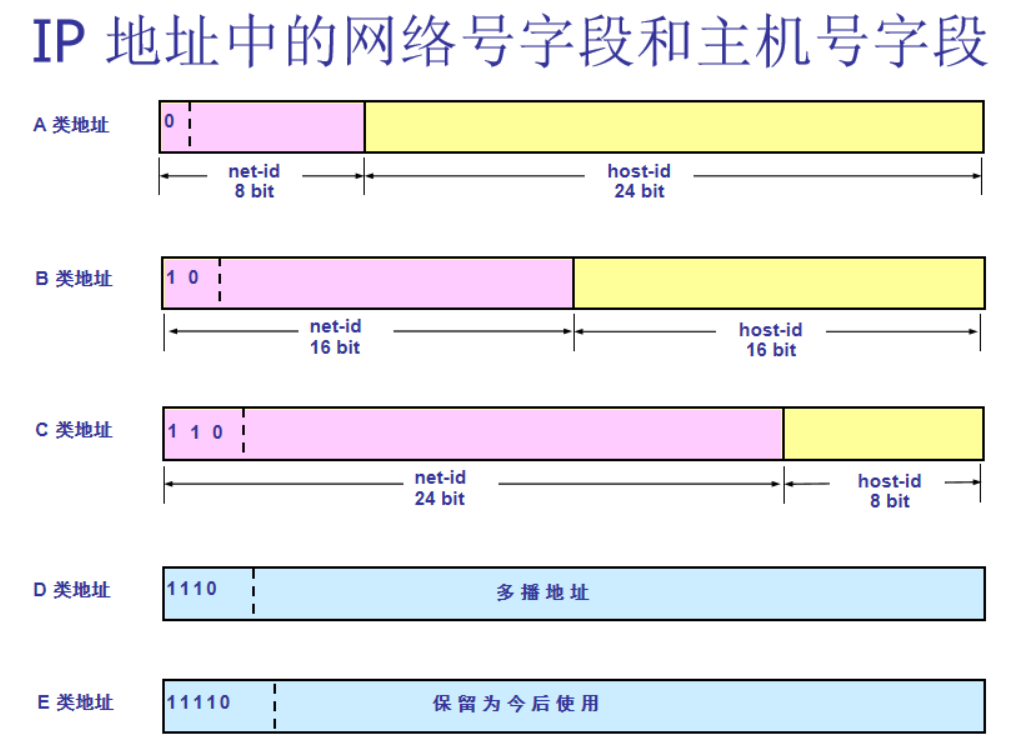 IP 地址中的网络号字段和主机号字段
A 类地址
0
net-id
8 bit
host-id
24 bit
B 类地址
1 0
net-id
16 bit
host-id
16 bit
C 类地址
1 1 0
net-id
24 bit
host-id
8 bit
D 类地址
1110
多播地址
E 类地址
11110
保留为今后使用